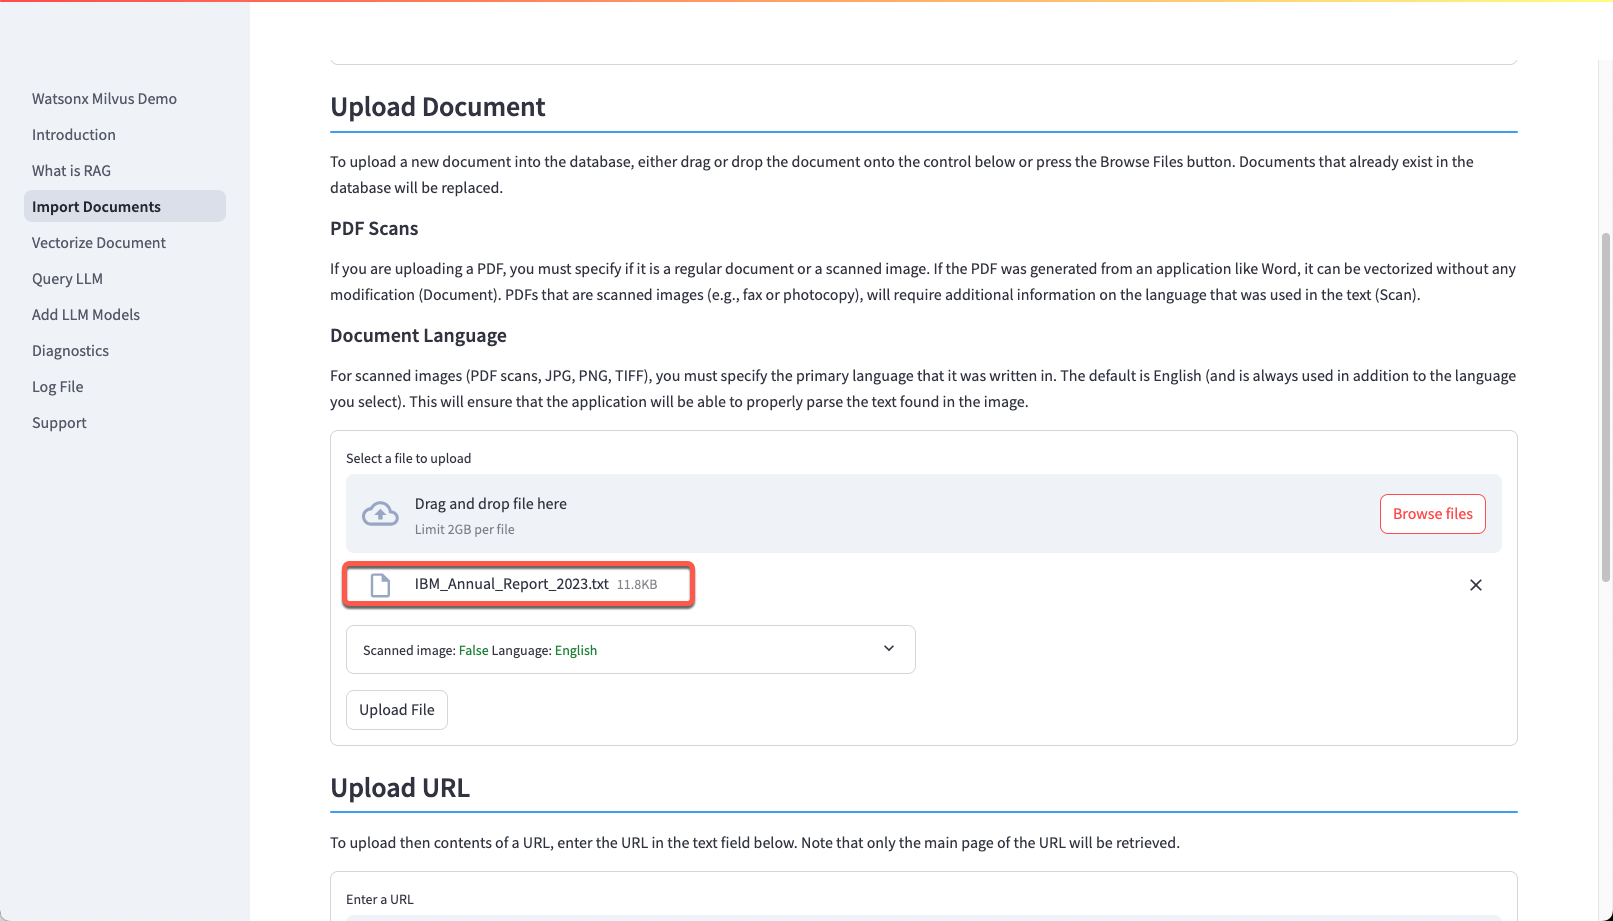 Watsonx Milvus Demo
Introduction
What is RAG
Import Documents
Vectorize Document
Query LLM
Add LLM Models
Diagnostics
Log File
Support
Upload Document
To upload a new document into the database, either drag or drop the document onto the control below or press the Browse Files button. Documents that already exist in the
database will be replaced.
PDF Scans
If you are uploading a PDF, you must specify if it is a regular document or a scanned image. If the PDF was generated from an application like Word, it can be vectorized without any
modification (Document). PDFs that are scanned images (e.g., fax or photocopy), will require additional information on the language that was used in the text (Scan).
Document Language
For scanned images (PDF scans, JPG, PNG, TIFF), you must specify the primary language that it was written in. The default is English (and is always used in addition to the language
you select). This will ensure that the application will be able to properly parse the text found in the image.
Select a file to upload
Drag and drop file here
Limit 2GB per file
Browse files
IBM_Annual_Report_2023.txt 11.8KB
Scanned image: False Language: English
Upload File
Upload URL
To upload then contents of a URL, enter the URL in the text field below. Note that only the main page of the URL will be retrieved.
Enter a URL